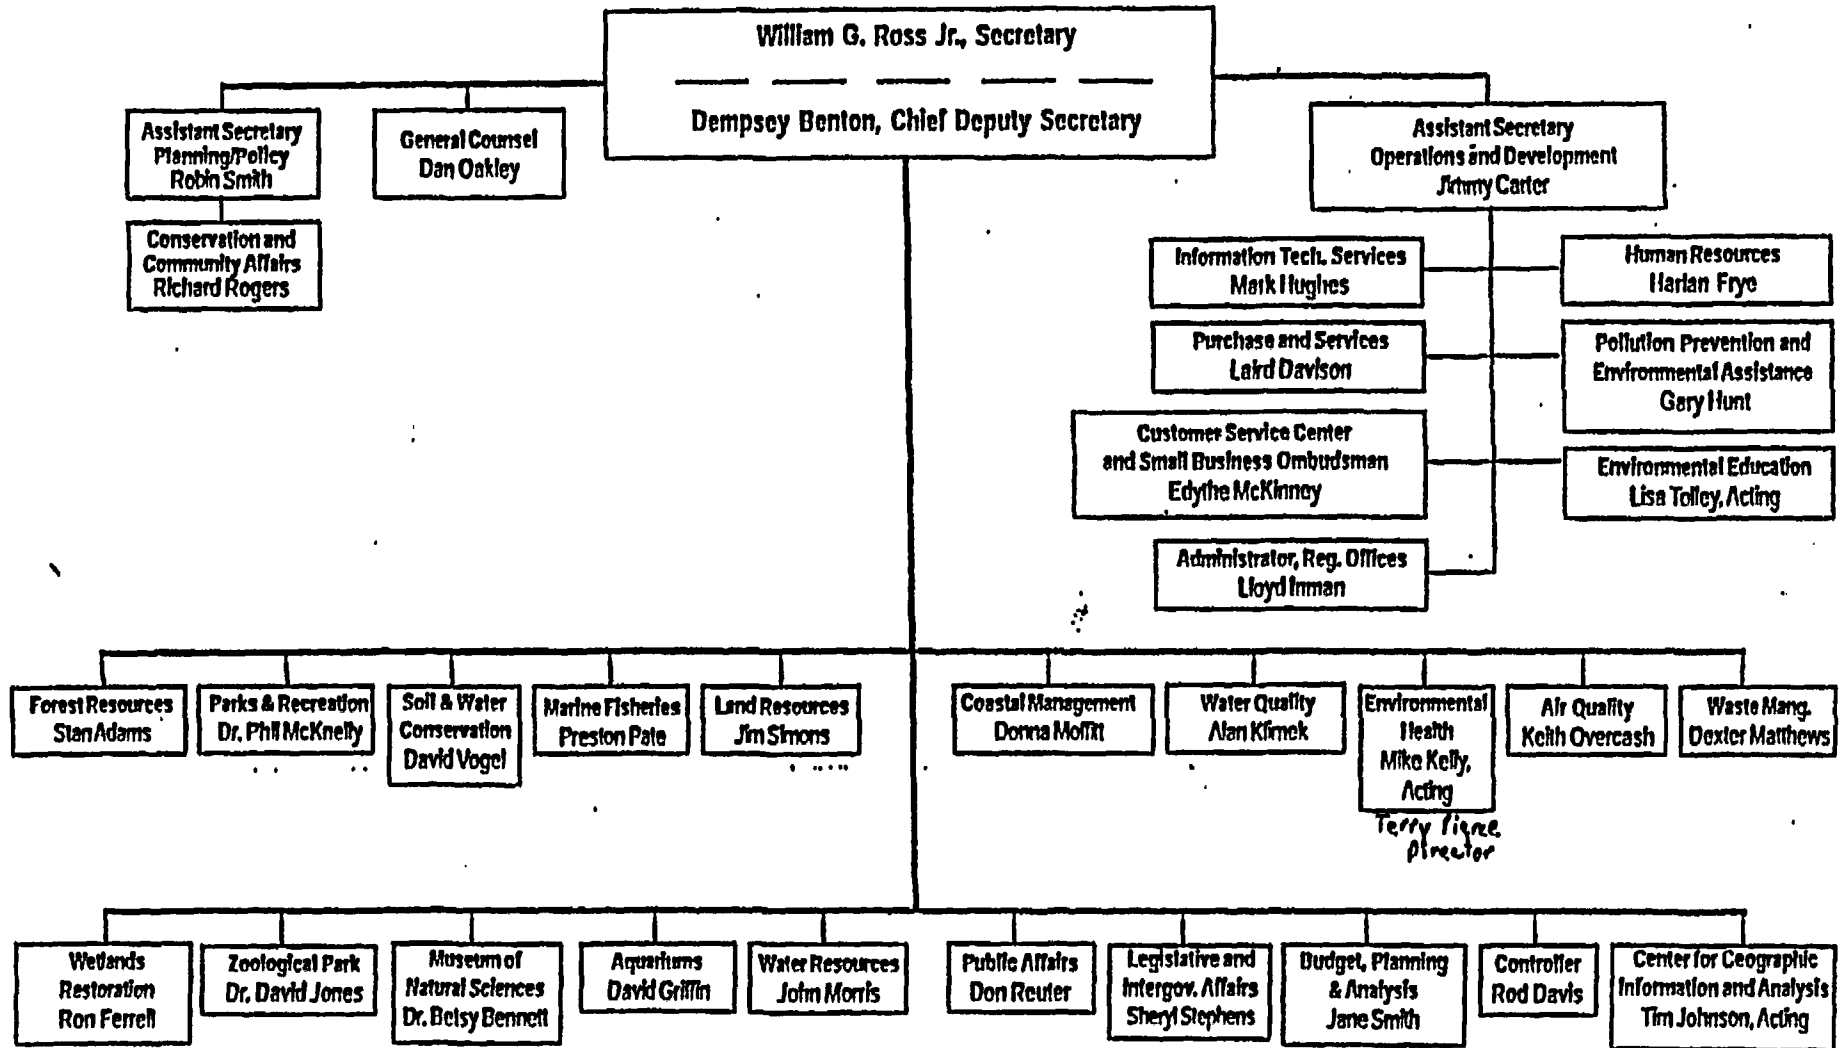 William G. Ross Jr., Secretary
Dempsey Benton, Chief Deputy Secretary
Assistant Secretary
Planning/Policy
Robin Smith
General Counsel
Dan Oakley
Conservation and
Community Affairs
Richard Rogers
Assistant Secretary
Operations and Development
Jimmy Carter
Information Tech. Services
Mark Hughes
Human Resources
Harlan Frye
Purchase and Services
Laird Davison
Pollution Prevention and
Environmental Assistance
Gary Hunt
Customer Service Center
and Small Business Ombudsman
Edythe McKinney
Environmental Education
Lisa Tolley, Acting
Administrator, Reg. Offices
Lloyd Inman
Forest Resources
Stan Adams
Parks & Recreation
Dr. Phil McKnelly
Soil & Water
Conservation
David Vogel
Marine Fisheries
Preston Pate
Land Resources
Jim Simons
Coastal Management
Donna Moffitt
Water Quality
Alan Klimek
Environmental
Health
Mike Kelly,
Acting
Terry Pierce
Director
Air Quality
Keith Overcash
Waste Mang.
Dexter Matthews
Wetlands
Restoration
Ron Ferrell
Zoological Park
Dr. David Jones
Museum of
Natural Sciences
Dr. Betsy Bennett
Aquariums
David Griffin
Water Resources
John Morris
Public Affairs
Don Reuter
Legislative and
Intergov. Affairs
Sheryl Stephens
Budget, Planning
& Analysis
Jane Smith
Controller
Rod Davis
Center for Geographic
Information and Analysis
Tim Johnson, Acting